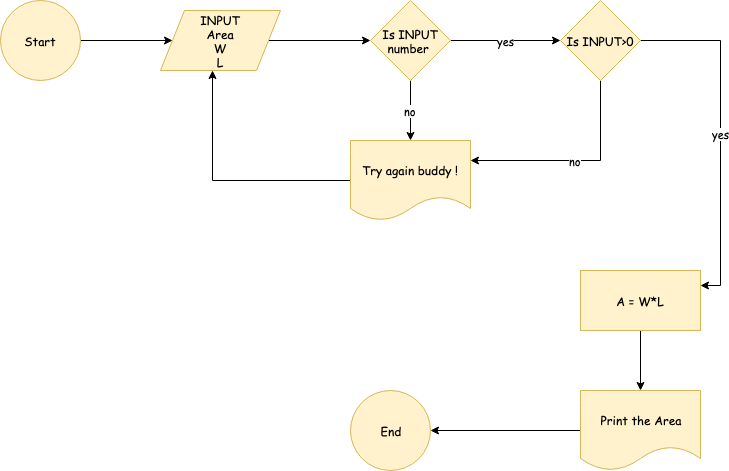 Start
INPUT
Area
W
L
Is INPUT
number
yes
Is INPUT>0
no
Try again buddy !
no
yes
A = W*L
Print the Area
End